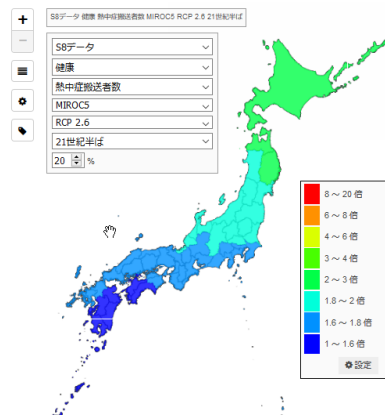 S8データ 健康 熱中症搬送者数 MIROC5 RCP 2.6 21世紀半ば
S8データ
健康
熱中症搬送者数
MIROC5
RCP 2.6
21世紀半ば
20 %
8 ～ 20 倍
6 ～ 8 倍
4 ～ 6 倍
3 ～ 4 倍
2 ～ 3 倍
1.8 ～ 2 倍
1.6 ～ 1.8 倍
1 ～ 1.6 倍
設定